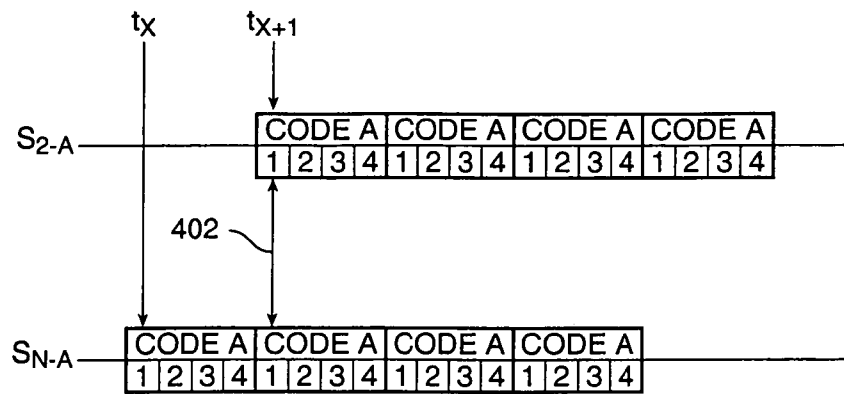 tX tX+1
CODE A CODE A CODE A CODE A
S2-A
1 2 3 4 1 2 3 4 1 2 3 4 1 2 3 4
402
CODE A CODE A CODE A CODE A
SN-A
1 2 3 4 1 2 3 4 1 2 3 4 1 2 3 4